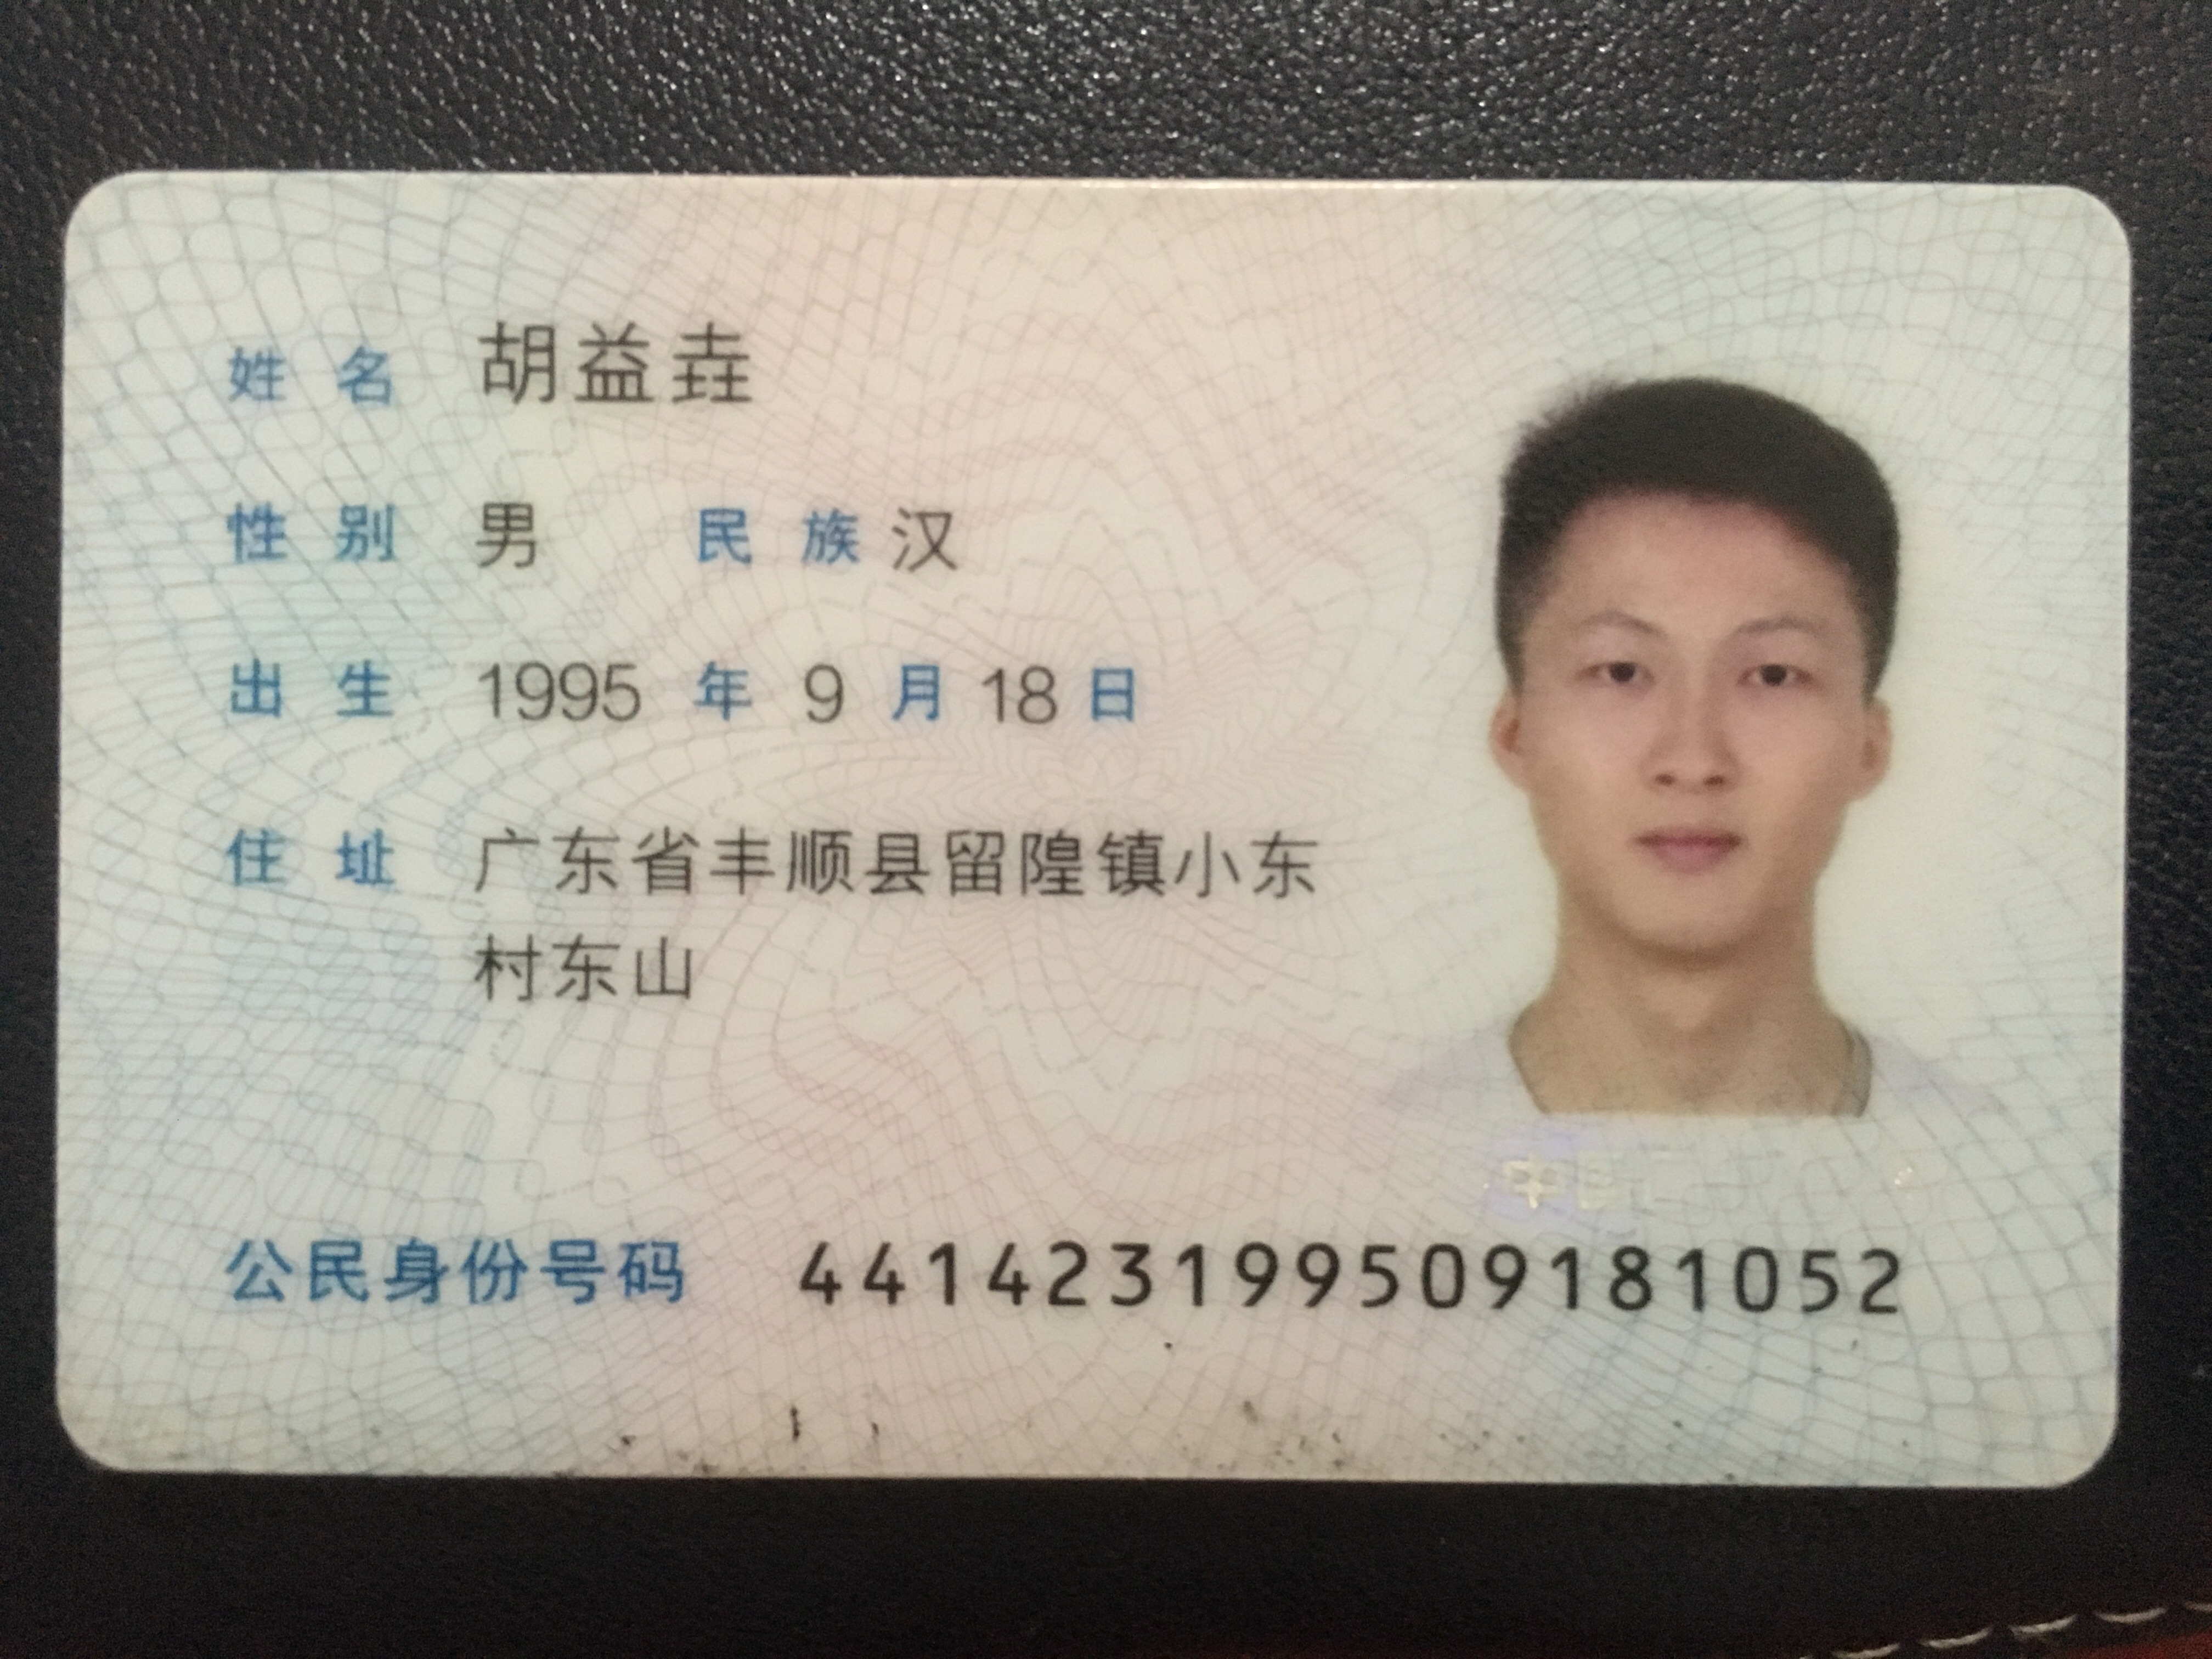 姓名 胡益垚
性别 男 民族 汉
出生 1995 年 9 月 18 日
住址 广东省丰顺县留隍镇小东
村东山
公民身份号码 441423199509181052